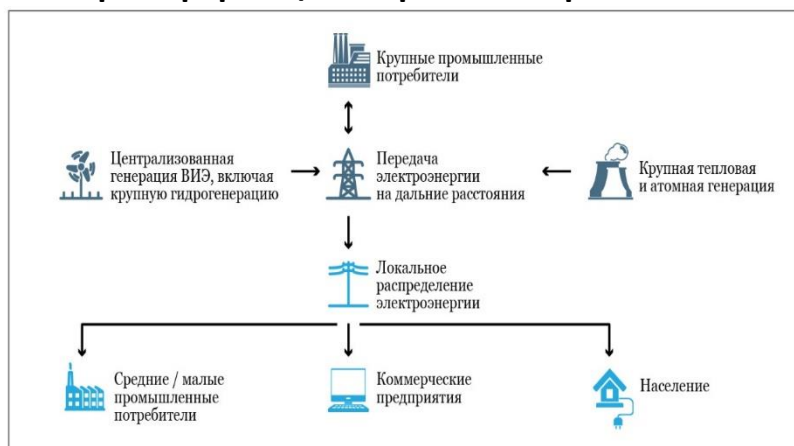 Крупные промышленные
потребители
Централизованная
генерация ВИЭ, включая
крупную гидрогенерацию
Передача
электроэнергии
на дальние расстояния
Крупная тепловая
и атомная генерация
Локальное
распределение
электроэнергии
Средние / малые
промышленные
потребители
Коммерческие
предприятия
Население